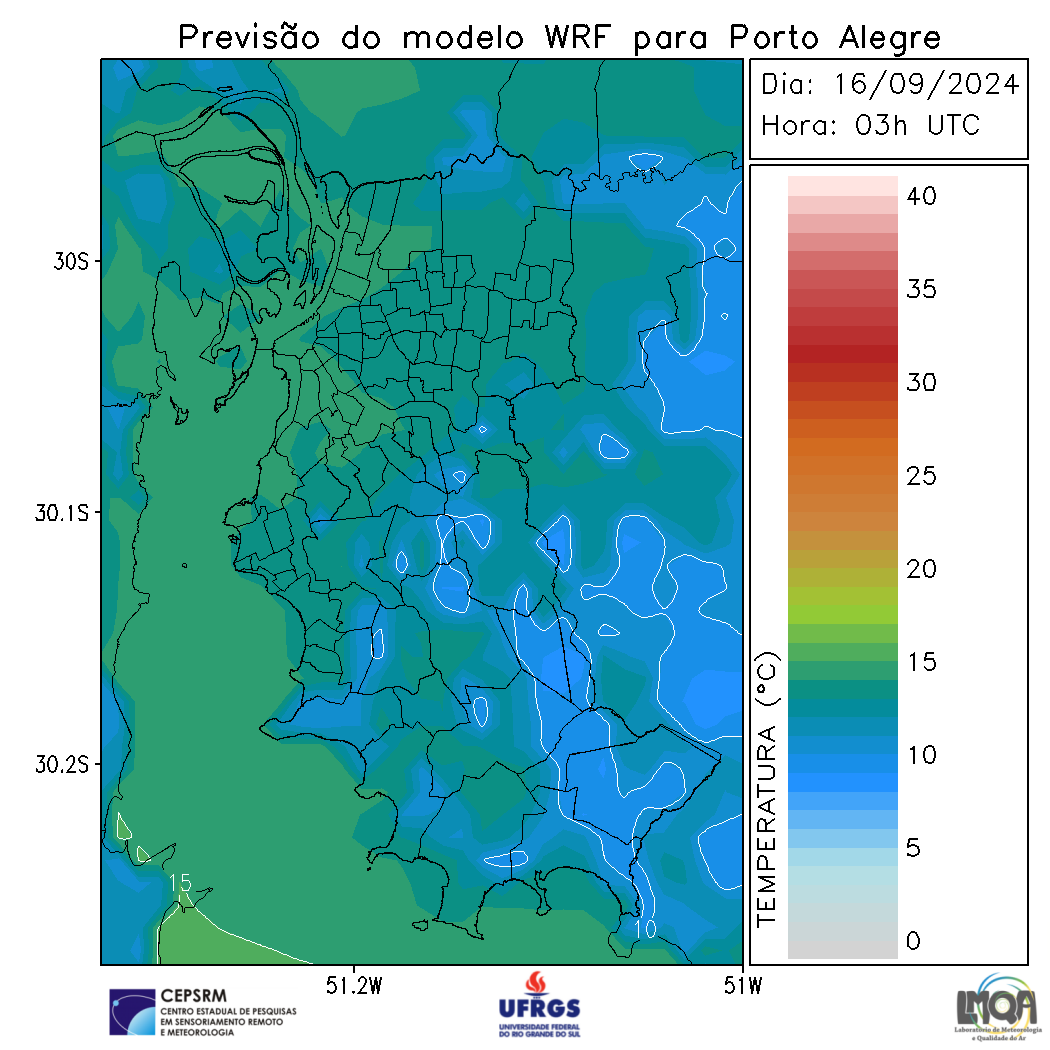 Previsão do modelo WRF para Porto Alegre
Dia: 16/09/2024
Hora: 03h UTC
40
35
30
25
20
15
10
5
0
TEMPERATURA (°C)
30S
30.1S
30.2S
15
10
51.2W
51W
CEPSRM
CENTRO ESTADUAL DE PESQUISAS
EM SENSORIAMENTO REMOTO
E METEOROLOGIA
UFRGS
UNIVERSIDADE FEDERAL
DO RIO GRANDE DO SUL
LMQA
Laboratório de Meteorologia
e Qualidade do Ar